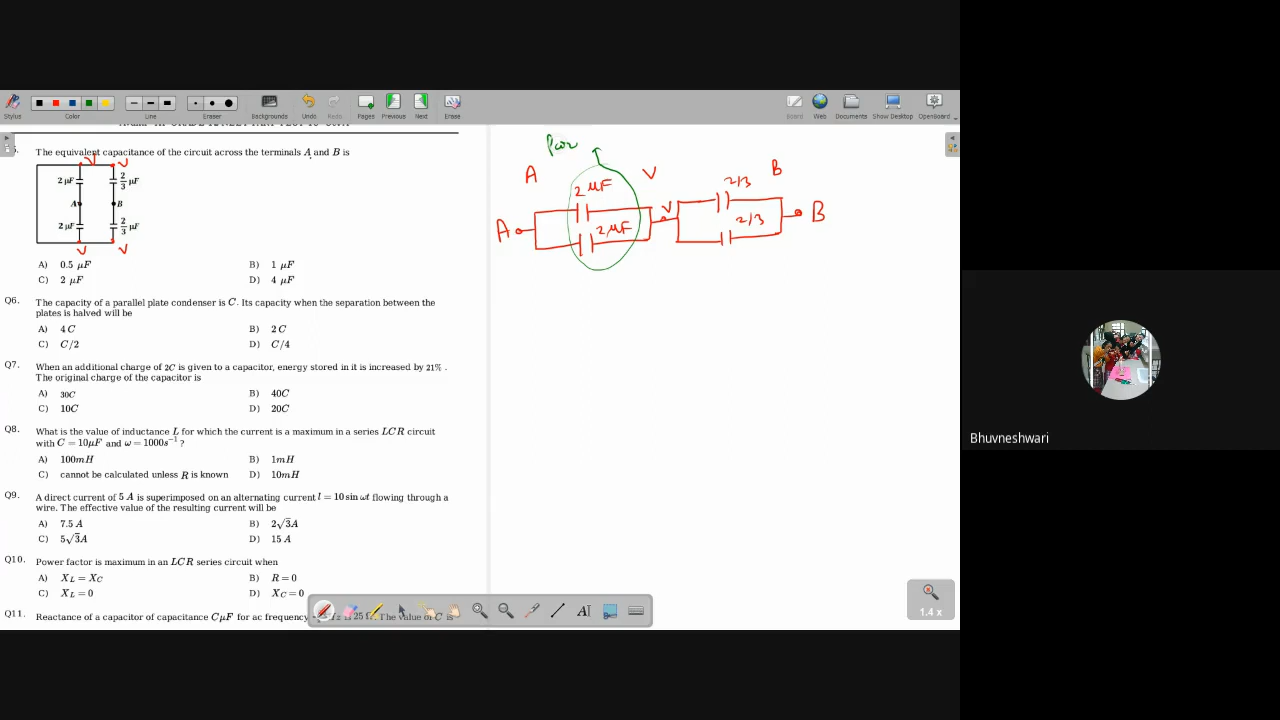 Stylus
Color
Line
Eraser
Backgrounds
Undo
Redo
Pages
Previous
Next
Erase
Board
Web
Documents
Show Desktop
OpenBoard
The equivalent capacitance of the circuit across the terminals A and B is
V V
2 μF 2/3 μF
A B
2 μF 2/3 μF
V V
A) 0.5 μF B) 1 μF
C) 2 μF D) 4 μF
Q6. The capacity of a parallel plate condenser is C. Its capacity when the separation between the
plates is halved will be
A) 4 C B) 2 C
C) C/2 D) C/4
Q7. When an additional charge of 2C is given to a capacitor, energy stored in it is increased by 21% .
The original charge of the capacitor is
A) 30C B) 40C
C) 10C D) 20C
Q8. What is the value of inductance L for which the current is a maximum in a series LCR circuit
with C = 10μF and ω = 1000s⁻¹ ?
A) 100mH B) 1mH
C) cannot be calculated unless R is known D) 10mH
Q9. A direct current of 5 A is superimposed on an alternating current I = 10 sin ωt flowing through a
wire. The effective value of the resulting current will be
A) 7.5 A B) 2√3A
C) 5√3A D) 15 A
Q10. Power factor is maximum in an LCR series circuit when
A) X_L = X_C B) R = 0
C) X_L = 0 D) X_C = 0
Q11. Reactance of a capacitor of capacitance CμF for ac frequency
25 Ω. The value of C is
A V B
2 μF 2/3
A V B
2 μF 2/3
1.4 x
Bhuvneshwari